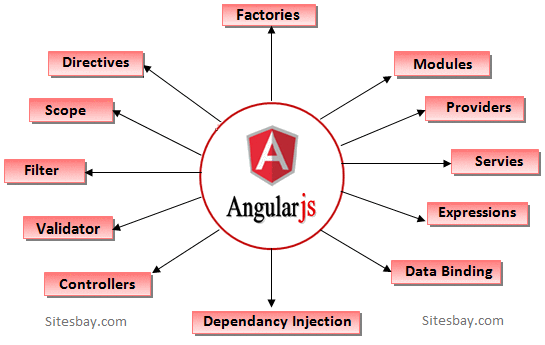 Factories
Directives
Modules
Scope
Providers
Filter
Servies
A
Angularjs
Validator
Expressions
Controllers
Data Binding
Sitesbay.com
Dependancy Injection
Sitesbay.com